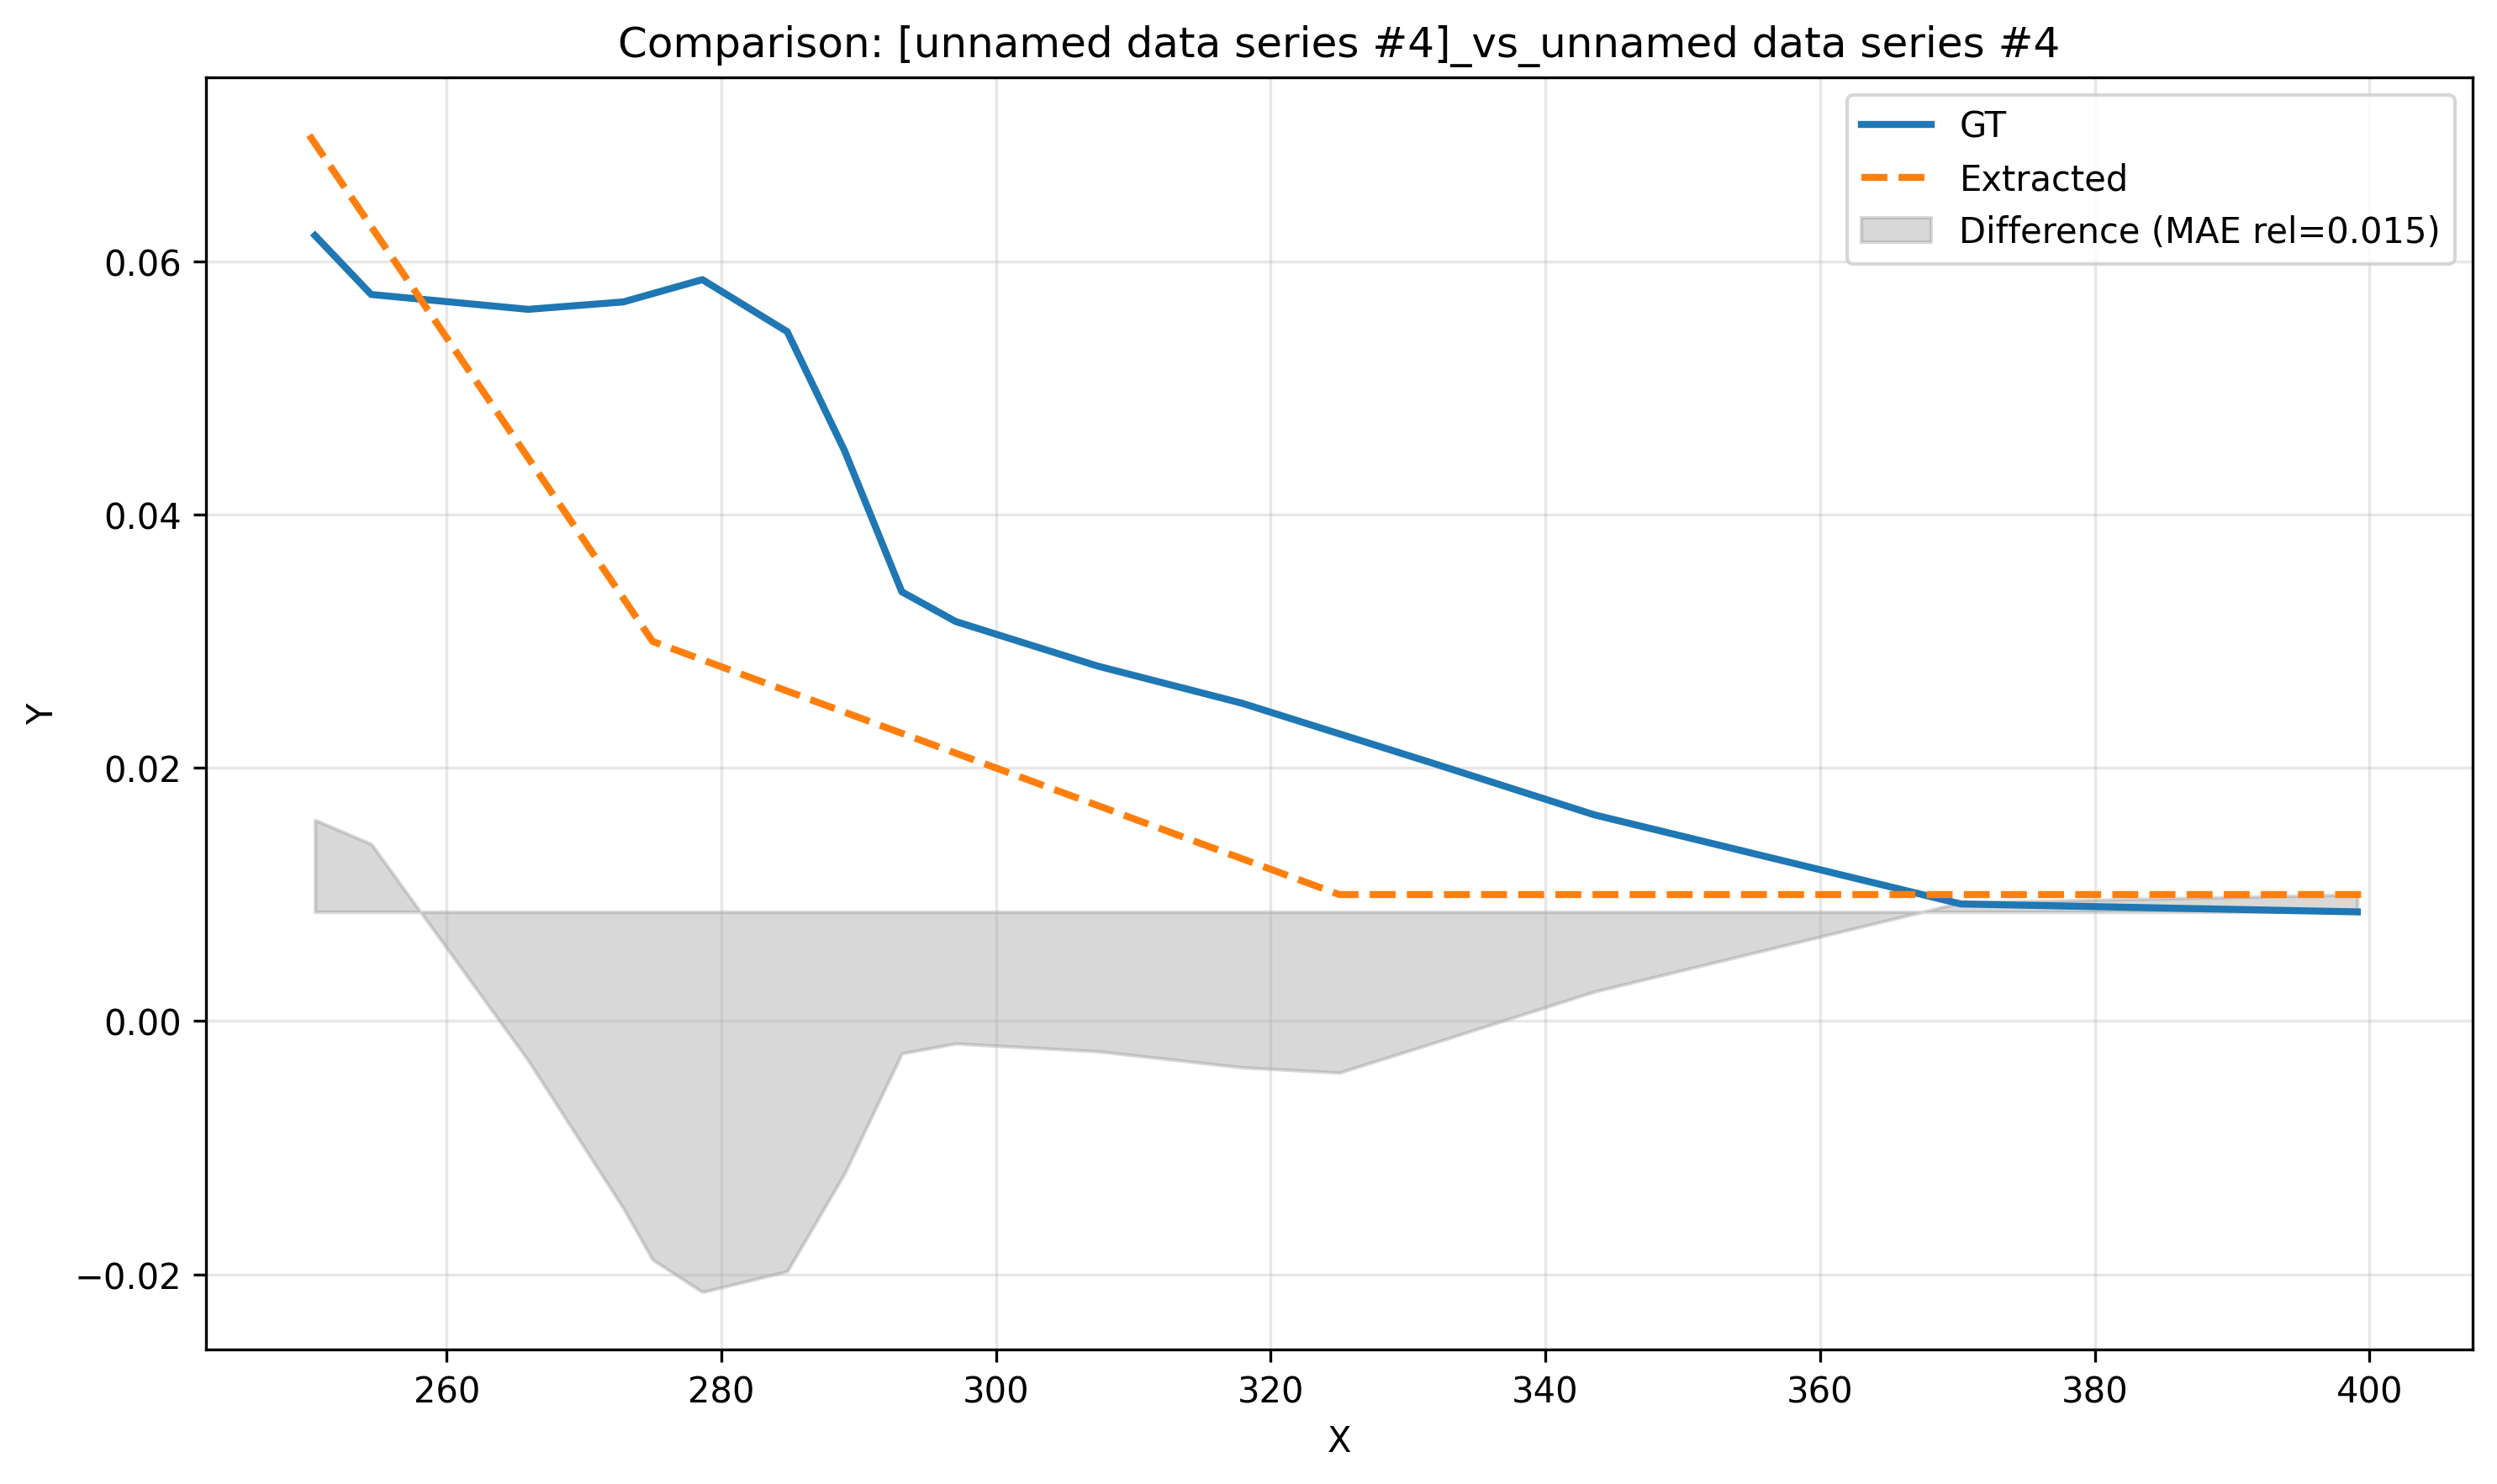 Comparison: [unnamed data series #4]_vs_unnamed data series #4
GT
Extracted
Difference (MAE rel=0.015)
0.06
0.04
0.02
0.00
−0.02
Y
260 280 300 320 340 360 380 400
X